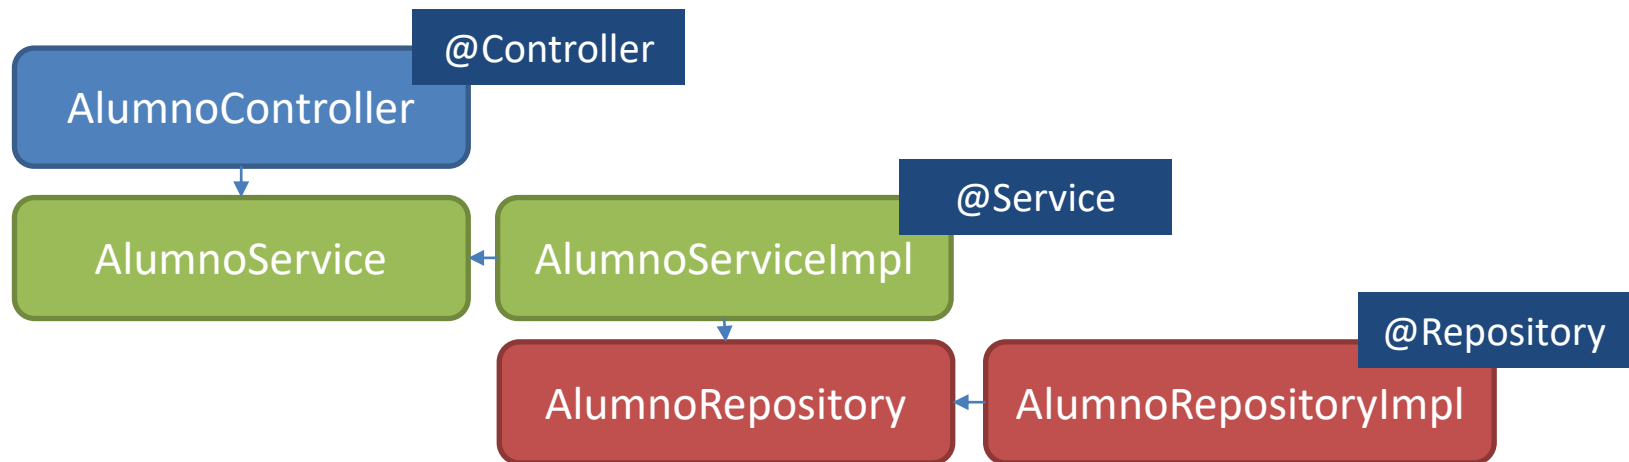 @Controller
AlumnoController
@Service
AlumnoService
AlumnoServiceImpl
@Repository
AlumnoRepository
AlumnoRepositoryImpl